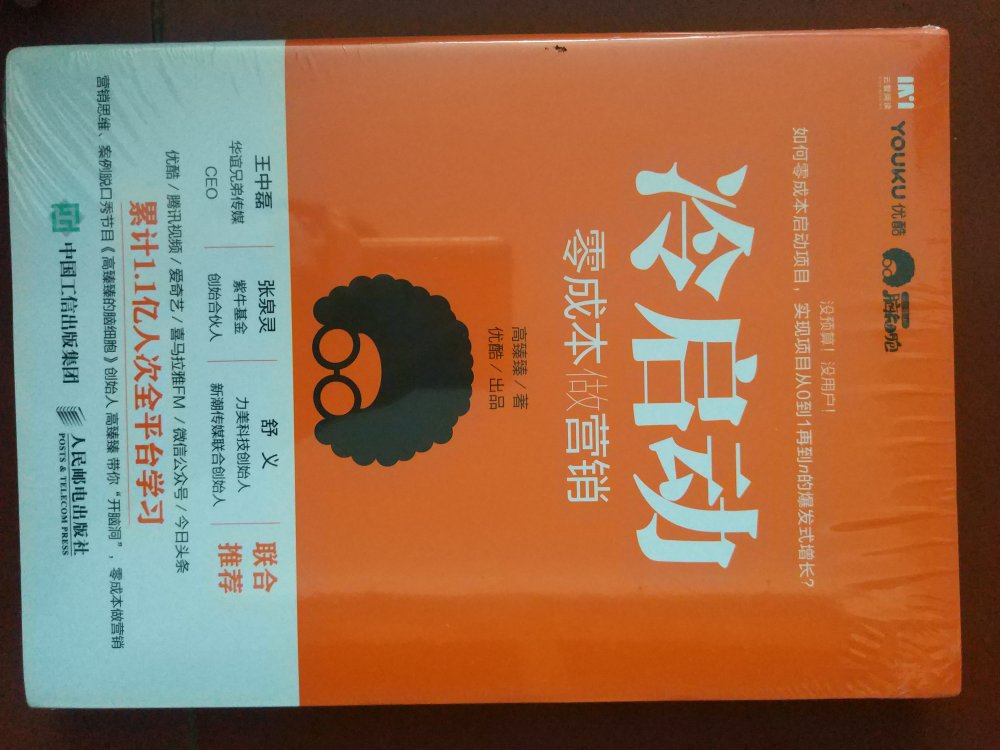 云智阅读
YOUKU 优酷
没预算！没用户！
如何零成本启动项目，实现项目从0到1再到n的爆发式增长？
冷启动
零成本做营销
高臻臻 / 著
优酷 / 出品
王中磊
华谊兄弟传媒
CEO
张泉灵
紫牛基金
创始合伙人
舒 义
力美科技创始人
新潮传媒联合创始人
联合
推荐
优酷 / 腾讯视频 / 爱奇艺 / 喜马拉雅FM / 微信公众号 / 今日头条
累计1.1亿人次全平台学习
营销思维、案例脱口秀节目《高臻臻的脑细胞》创始人 高臻臻 带你“开脑洞”，零成本做营销
中国工信出版集团
人民邮电出版社
POSTS & TELECOM PRESS